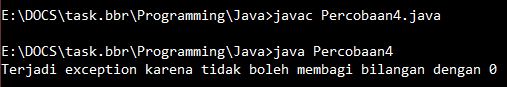 E:\DOCS\task.bbr\Programming\Java>javac Percobaan4.java
E:\DOCS\task.bbr\Programming\Java>java Percobaan4
Terjadi exception karena tidak boleh membagi bilangan dengan 0